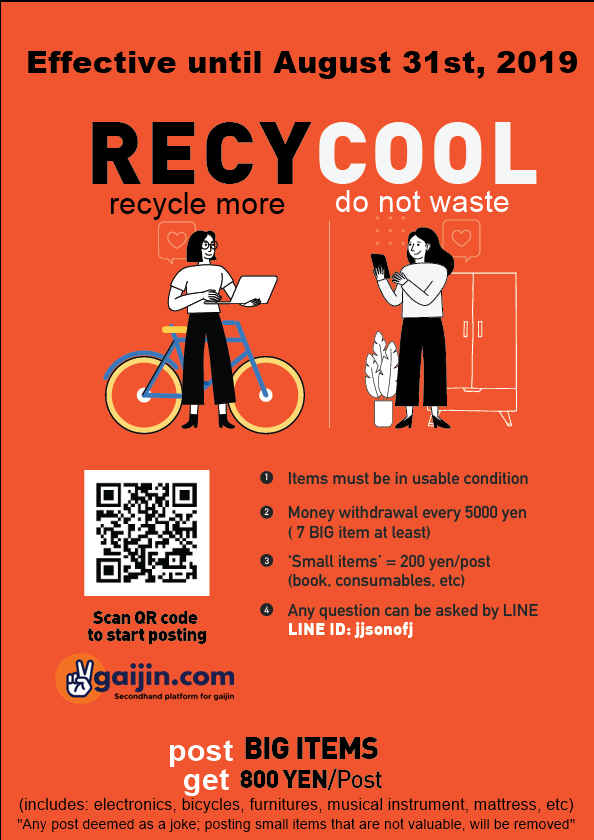 Effective until August 31st, 2019
RECYCOOL
recycle more
do not waste
1 Items must be in usable condition
2 Money withdrawal every 5000 yen
( 7 BIG item at least)
3 ‘Small items’ = 200 yen/post
(book, consumables, etc)
4 Any question can be asked by LINE
LINE ID: jjsonofj
Scan QR code
to start posting
gaijin.com
Secondhand platform for gaijin
post BIG ITEMS
get 800 YEN/Post
(includes: electronics, bicycles, furnitures, musical instrument, mattress, etc)
"Any post deemed as a joke; posting small items that are not valuable, will be removed"